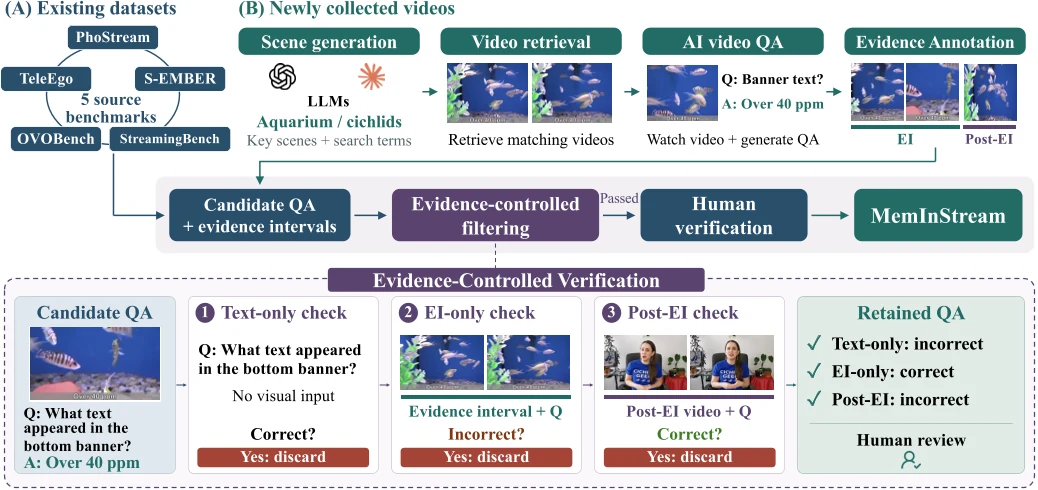 (A) Existing datasets
PhoStream
TeleEgo
S-EMBER
5 source
benchmarks
OVOBench
StreamingBench
(B) Newly collected videos
Scene generation
LLMs
Aquarium / cichlids
Key scenes + search terms
Video retrieval
Retrieve matching videos
AI video QA
Q: Banner text?
A: Over 40 ppm
Watch video + generate QA
Evidence Annotation
EI
Post-EI
Candidate QA
+ evidence intervals
Evidence-controlled
filtering
Passed
Human
verification
MemInStream
Evidence-Controlled Verification
Candidate QA
Over 40 ppm
Q: What text
appeared in the
bottom banner?
A: Over 40 ppm
1 Text-only check
Q: What text appeared
in the bottom banner?
No visual input
Correct?
Yes: discard
2 EI-only check
Evidence interval + Q
Incorrect?
Yes: discard
3 Post-EI check
Post-EI video + Q
Correct?
Yes: discard
Retained QA
Text-only: incorrect
EI-only: correct
Post-EI: incorrect
Human review